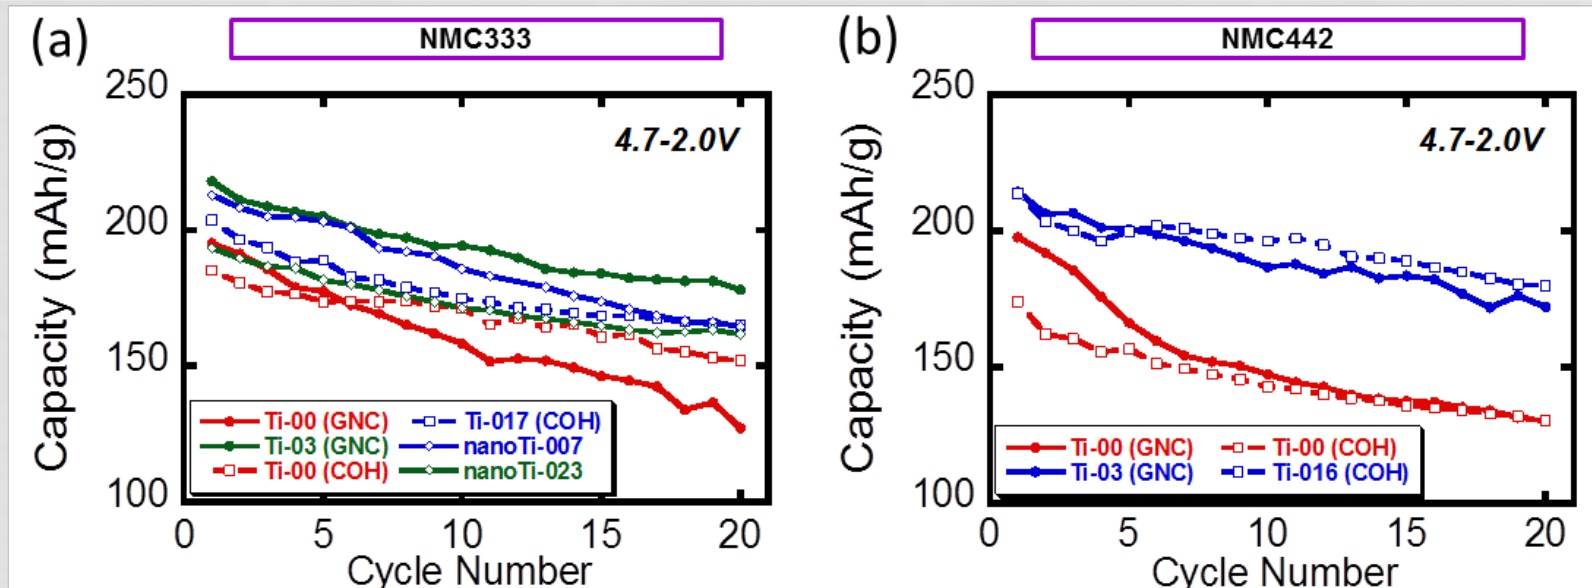 (a)
NMC333
250
200
150
100
Capacity (mAh/g)
4.7-2.0V
Ti-00 (GNC)
Ti-017 (COH)
Ti-03 (GNC)
nanoTi-007
Ti-00 (COH)
nanoTi-023
0 5 10 15 20
Cycle Number
(b)
NMC442
250
200
150
100
Capacity (mAh/g)
4.7-2.0V
Ti-00 (GNC)
Ti-00 (COH)
Ti-03 (GNC)
Ti-016 (COH)
0 5 10 15 20
Cycle Number